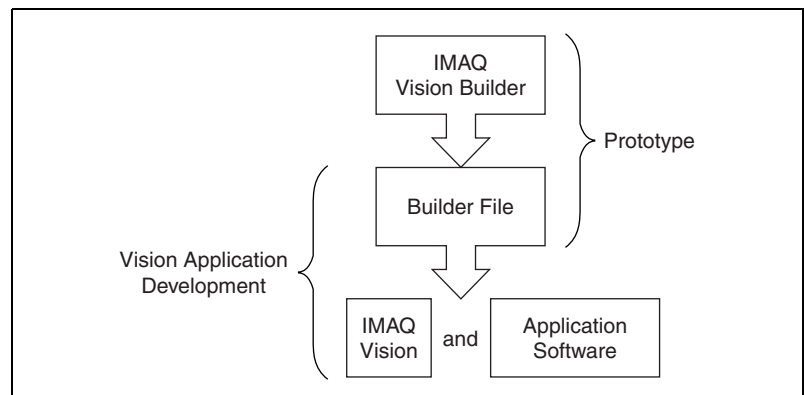 IMAQ
Vision Builder
Prototype
Builder File
Vision Application
Development
IMAQ
Vision
and
Application
Software